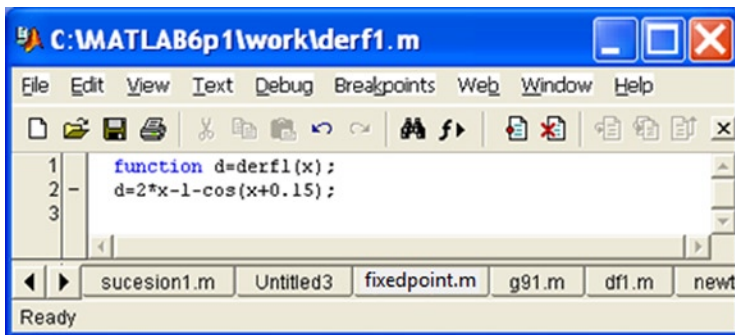 C:\MATLAB6p1\work\derf1.m
File Edit View Text Debug Breakpoints Web Window Help
1 function d=derf1(x);
2 - d=2*x-1-cos(x+0.15);
3
sucesion1.m Untitled3 fixedpoint.m g91.m df1.m newt
Ready